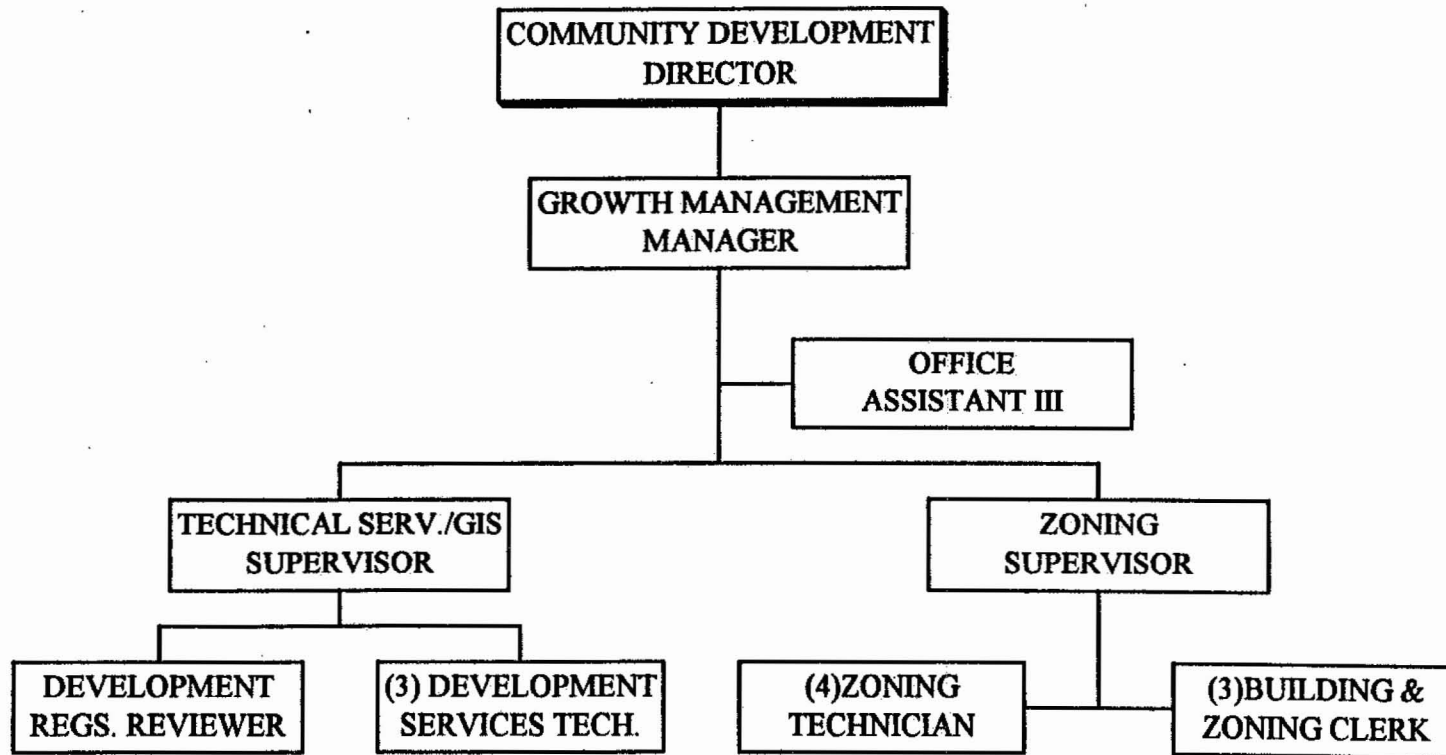 COMMUNITY DEVELOPMENT
DIRECTOR
GROWTH MANAGEMENT
MANAGER
OFFICE
ASSISTANT III
TECHNICAL SERV./GIS
SUPERVISOR
ZONING
SUPERVISOR
DEVELOPMENT
REGS. REVIEWER
(3) DEVELOPMENT
SERVICES TECH.
(4)ZONING
TECHNICIAN
(3)BUILDING &
ZONING CLERK